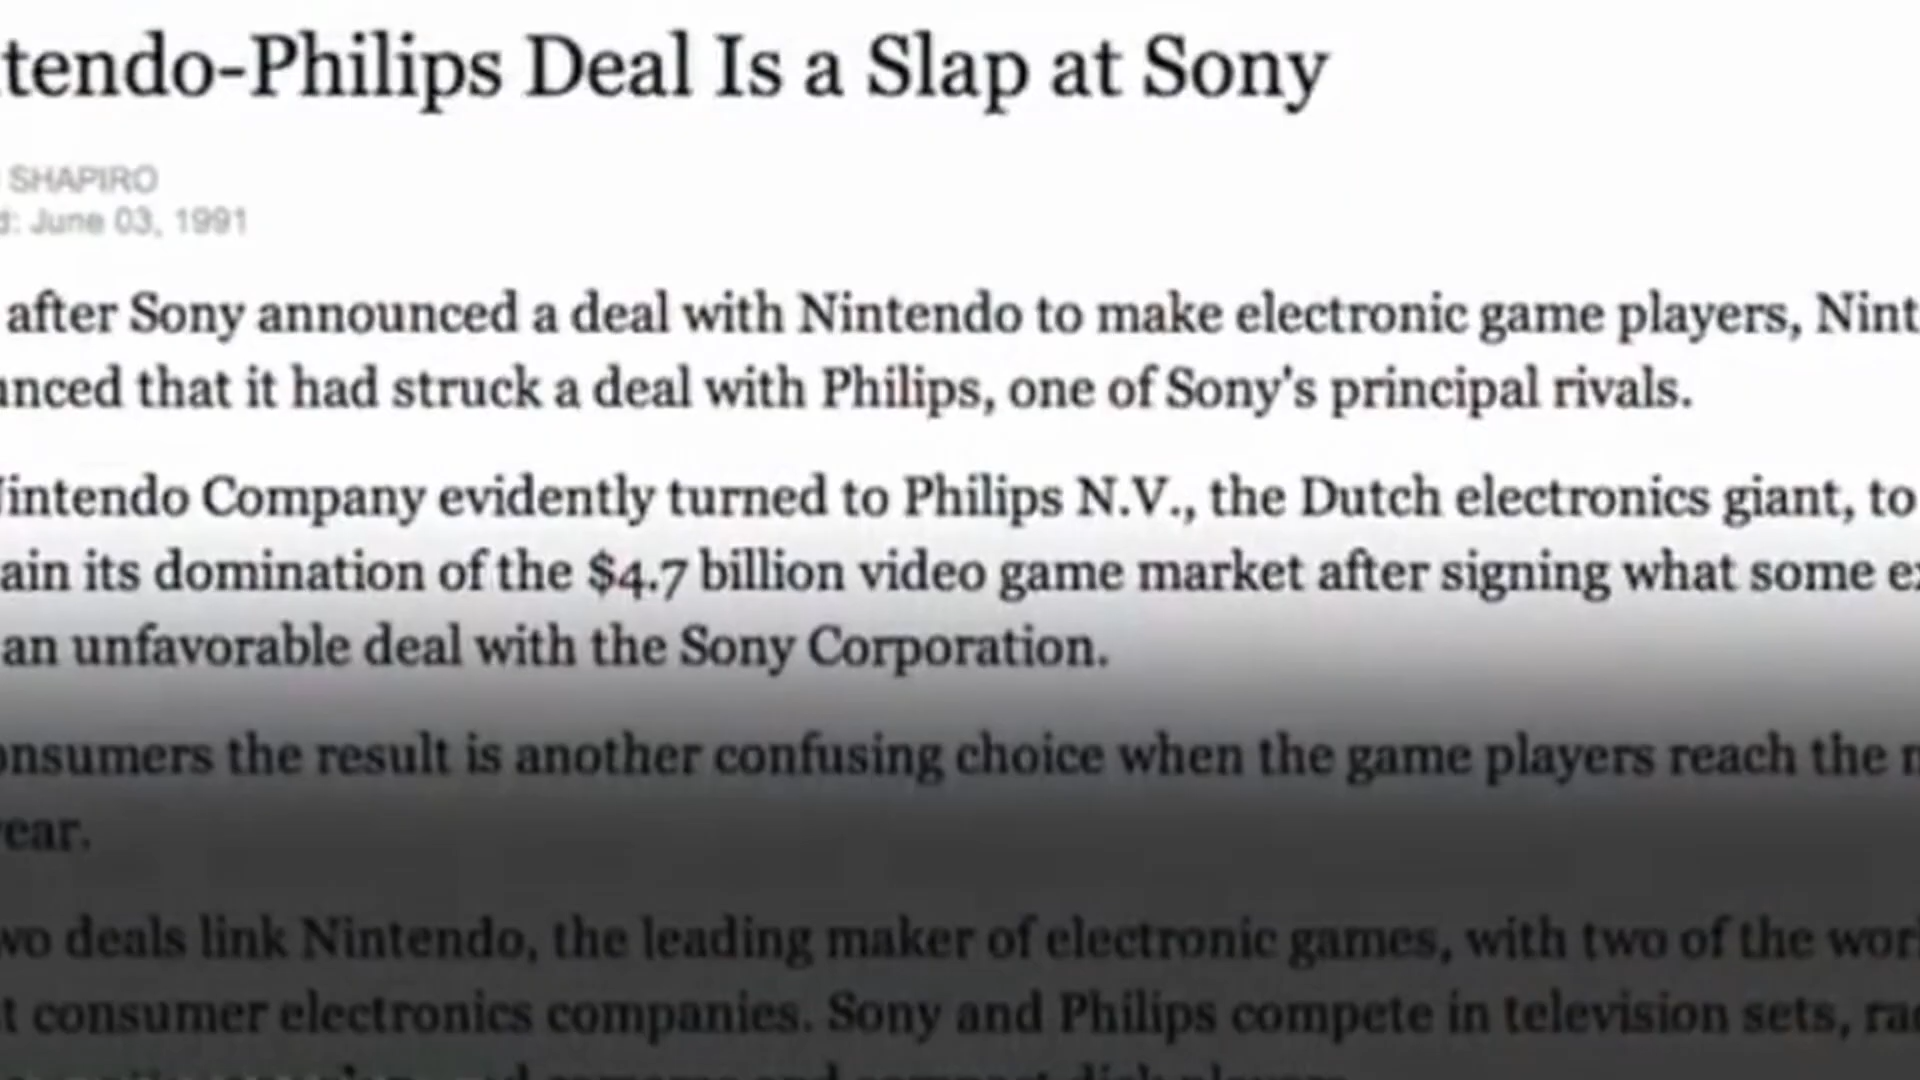 tendo-Philips Deal Is a Slap at Sony
SHAPIRO
d: June 03, 1991
after Sony announced a deal with Nintendo to make electronic game players, Nint
unced that it had struck a deal with Philips, one of Sony's principal rivals.
Nintendo Company evidently turned to Philips N.V., the Dutch electronics giant, to
ain its domination of the $4.7 billion video game market after signing what some ex
an unfavorable deal with the Sony Corporation.
onsumers the result is another confusing choice when the game players reach the m
year.
wo deals link Nintendo, the leading maker of electronic games, with two of the worl
t consumer electronics companies. Sony and Philips compete in television sets, rad